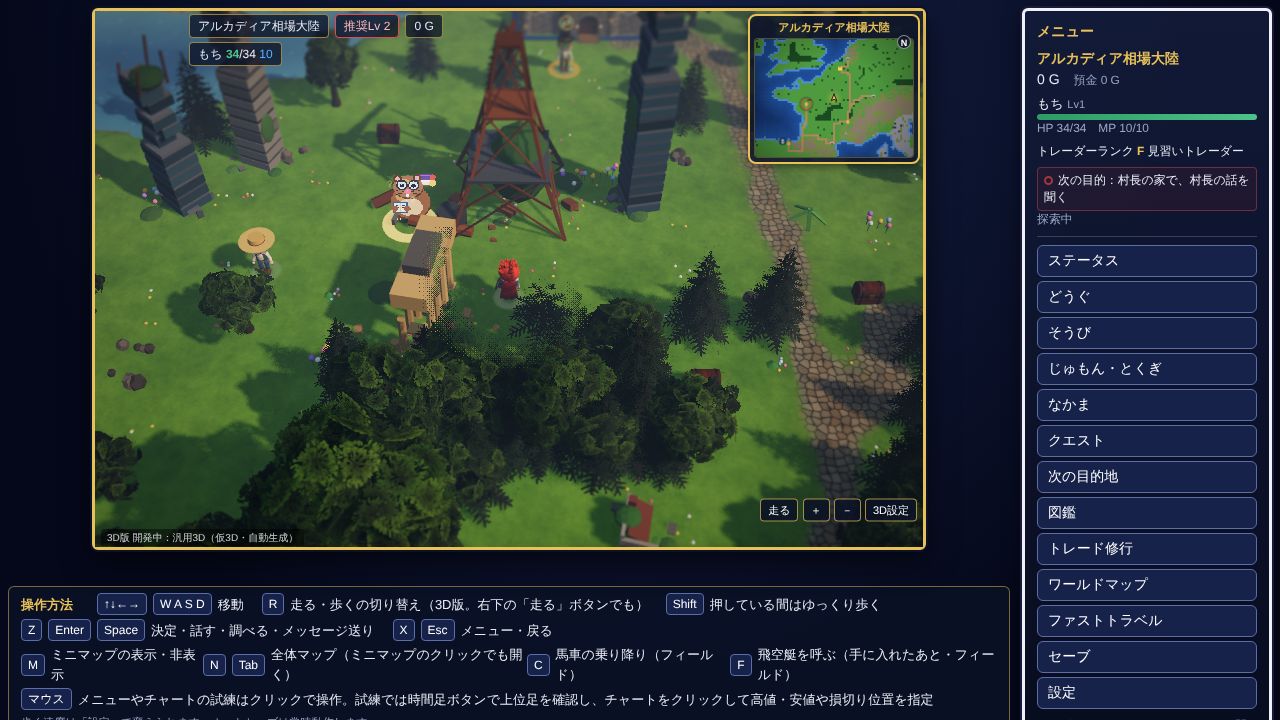 アルカディア相場大陸 推奨Lv 2 0 G
もち 34/34 10
アルカディア相場大陸
N
走る + − 3D設定
3D版 開発中：汎用3D（仮3D・自動生成）
メニュー
アルカディア相場大陸
0 G 預金 0 G
もち Lv1
HP 34/34 MP 10/10
トレーダーランク F 見習いトレーダー
次の目的：村長の家で、村長の話を
聞く
探索中
ステータス
どうぐ
そうび
じゅもん・とくぎ
なかま
クエスト
次の目的地
図鑑
トレード修行
ワールドマップ
ファストトラベル
セーブ
設定
操作方法 ↑↓←→ W A S D 移動 R 走る・歩くの切り替え（3D版。右下の「走る」ボタンでも） Shift 押している間はゆっくり歩く
Z Enter Space 決定・話す・調べる・メッセージ送り X Esc メニュー・戻る
M ミニマップの表示・非表示 N Tab 全体マップ（ミニマップのクリックでも開く） C 馬車の乗り降り（フィールド） F 飛空艇を呼ぶ（手に入れたあと・フィールド）
マウス メニューやチャートの試練はクリックで操作。試練では時間足ボタンで上位足を確認し、チャートをクリックして高値・安値や損切り位置を指定